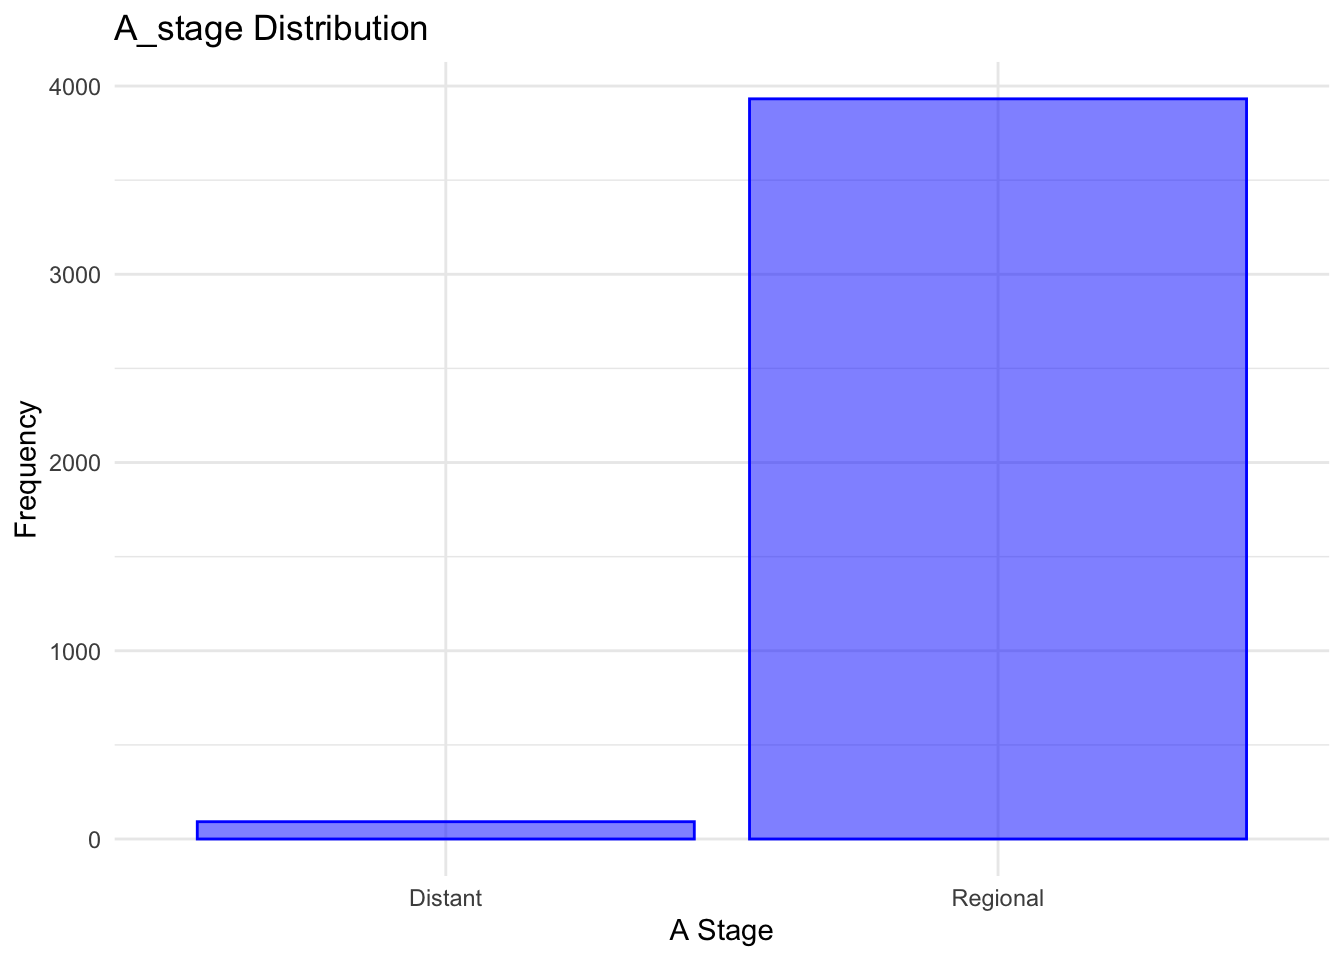 A_stage Distribution
4000
3000
2000
1000
0
Frequency
Distant
Regional
A Stage